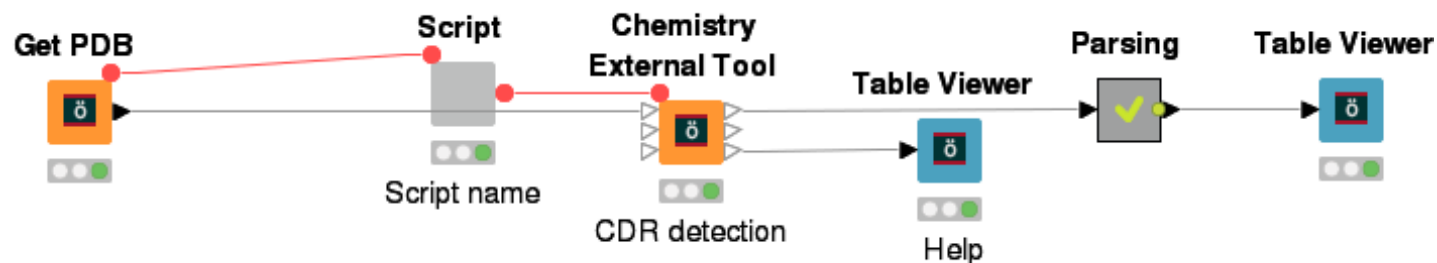 Get PDB
Script
Chemistry
External Tool
Table Viewer
Parsing
Table Viewer
ö
ö
ö
ö
Script name
CDR detection
Help